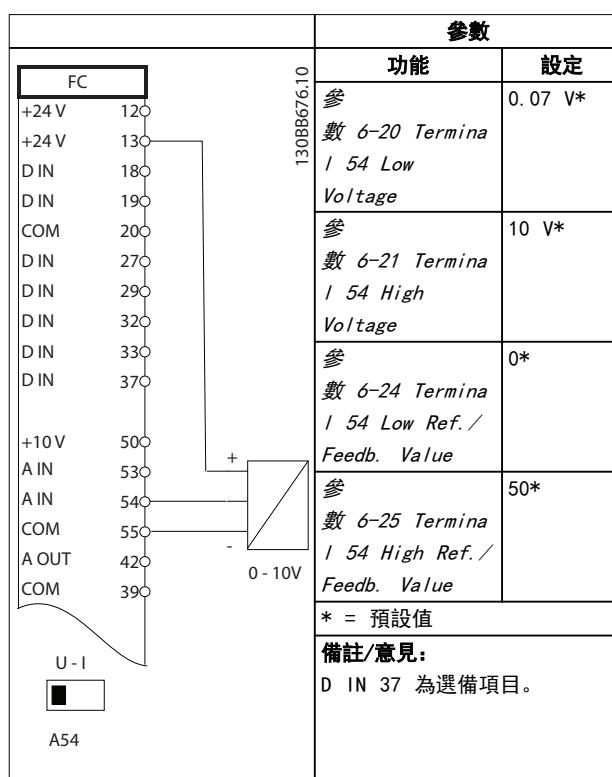 參數
功能
設定
FC
+24 V 12
+24 V 13
D IN 18
D IN 19
COM 20
D IN 27
D IN 29
D IN 32
D IN 33
D IN 37
+10 V 50
A IN 53
A IN 54
COM 55
A OUT 42
COM 39
+
-
0 - 10V
U - I
A54
130BB676.10
參
數 6-20 Termina
l 54 Low
Voltage
0.07 V*
參
數 6-21 Termina
l 54 High
Voltage
10 V*
參
數 6-24 Termina
l 54 Low Ref./
Feedb. Value
0*
參
數 6-25 Termina
l 54 High Ref./
Feedb. Value
50*
* = 預設值
備註/意見:
D IN 37 為選備項目。